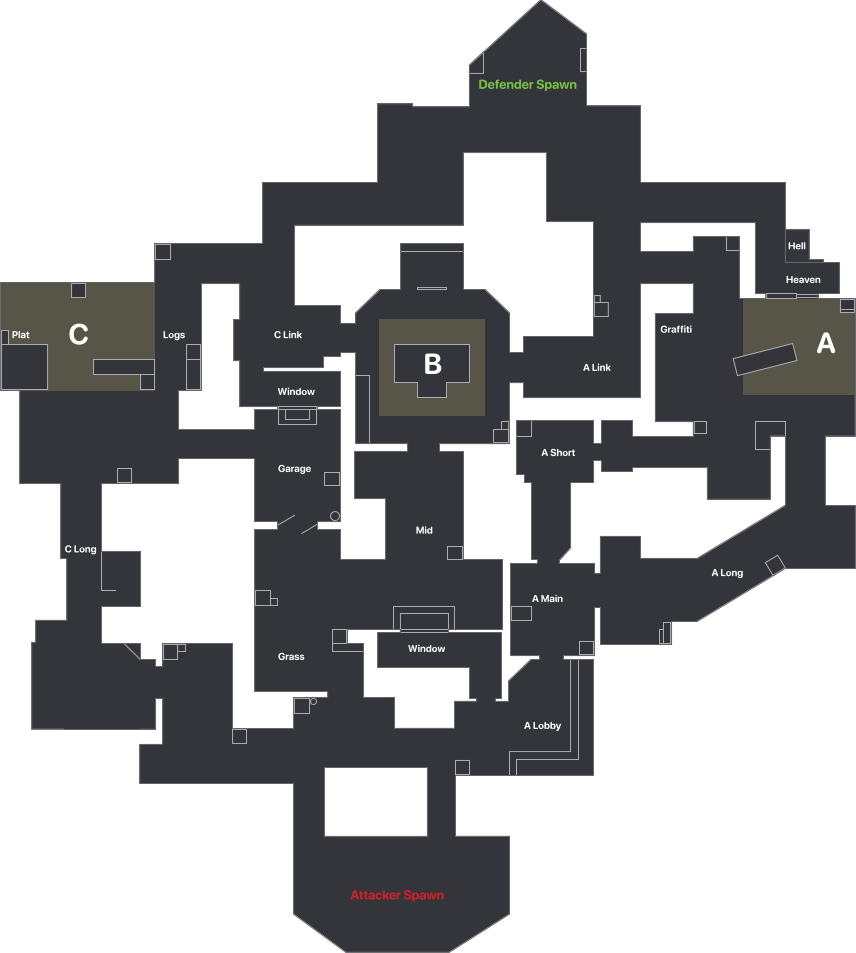 Defender Spawn
Hell
Heaven
Plat
C
Logs
C Link
B
A Link
Graffiti
A
Window
Garage
A Short
Mid
C Long
A Long
A Main
Grass
Window
A Lobby
Attacker Spawn